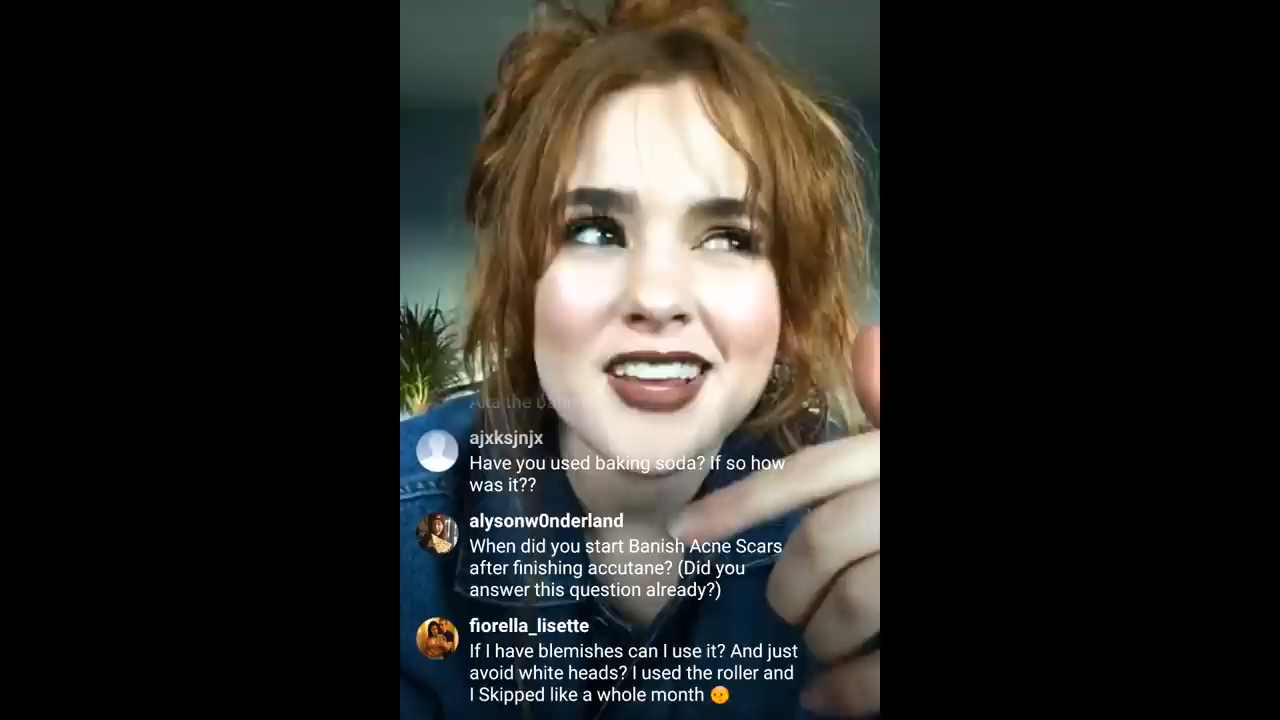 ajxksjnjx
Have you used baking soda? If so how
was it??
alysonw0nderland
When did you start Banish Acne Scars
after finishing accutane? (Did you
answer this question already?)
fiorella_lisette
If I have blemishes can I use it? And just
avoid white heads? I used the roller and
I Skipped like a whole month 🌞